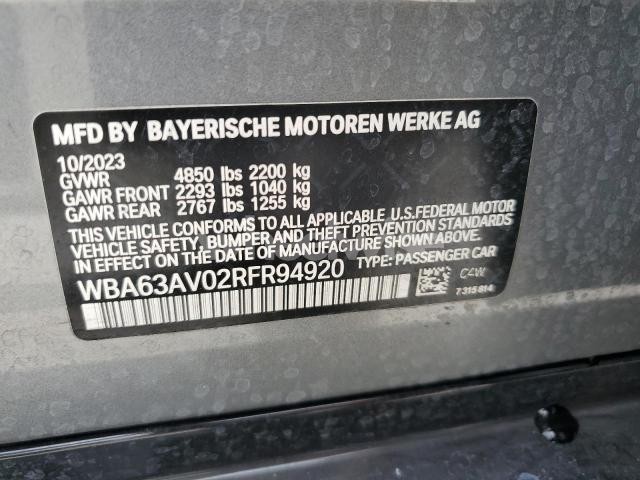 MFD BY BAYERISCHE MOTOREN WERKE AG
10/2023
GVWR 4850 lbs 2200 kg
GAWR FRONT 2293 lbs 1040 kg
GAWR REAR 2767 lbs 1255 kg
THIS VEHICLE CONFORMS TO ALL APPLICABLE U.S.FEDERAL MOTOR
VEHICLE SAFETY, BUMPER AND THEFT PREVENTION STANDARDS
IN EFFECT ON THE DATE OF MANUFACTURE SHOWN ABOVE.
WBA63AV02RFR94920 TYPE: PASSENGER CAR
C4W
7 315 814